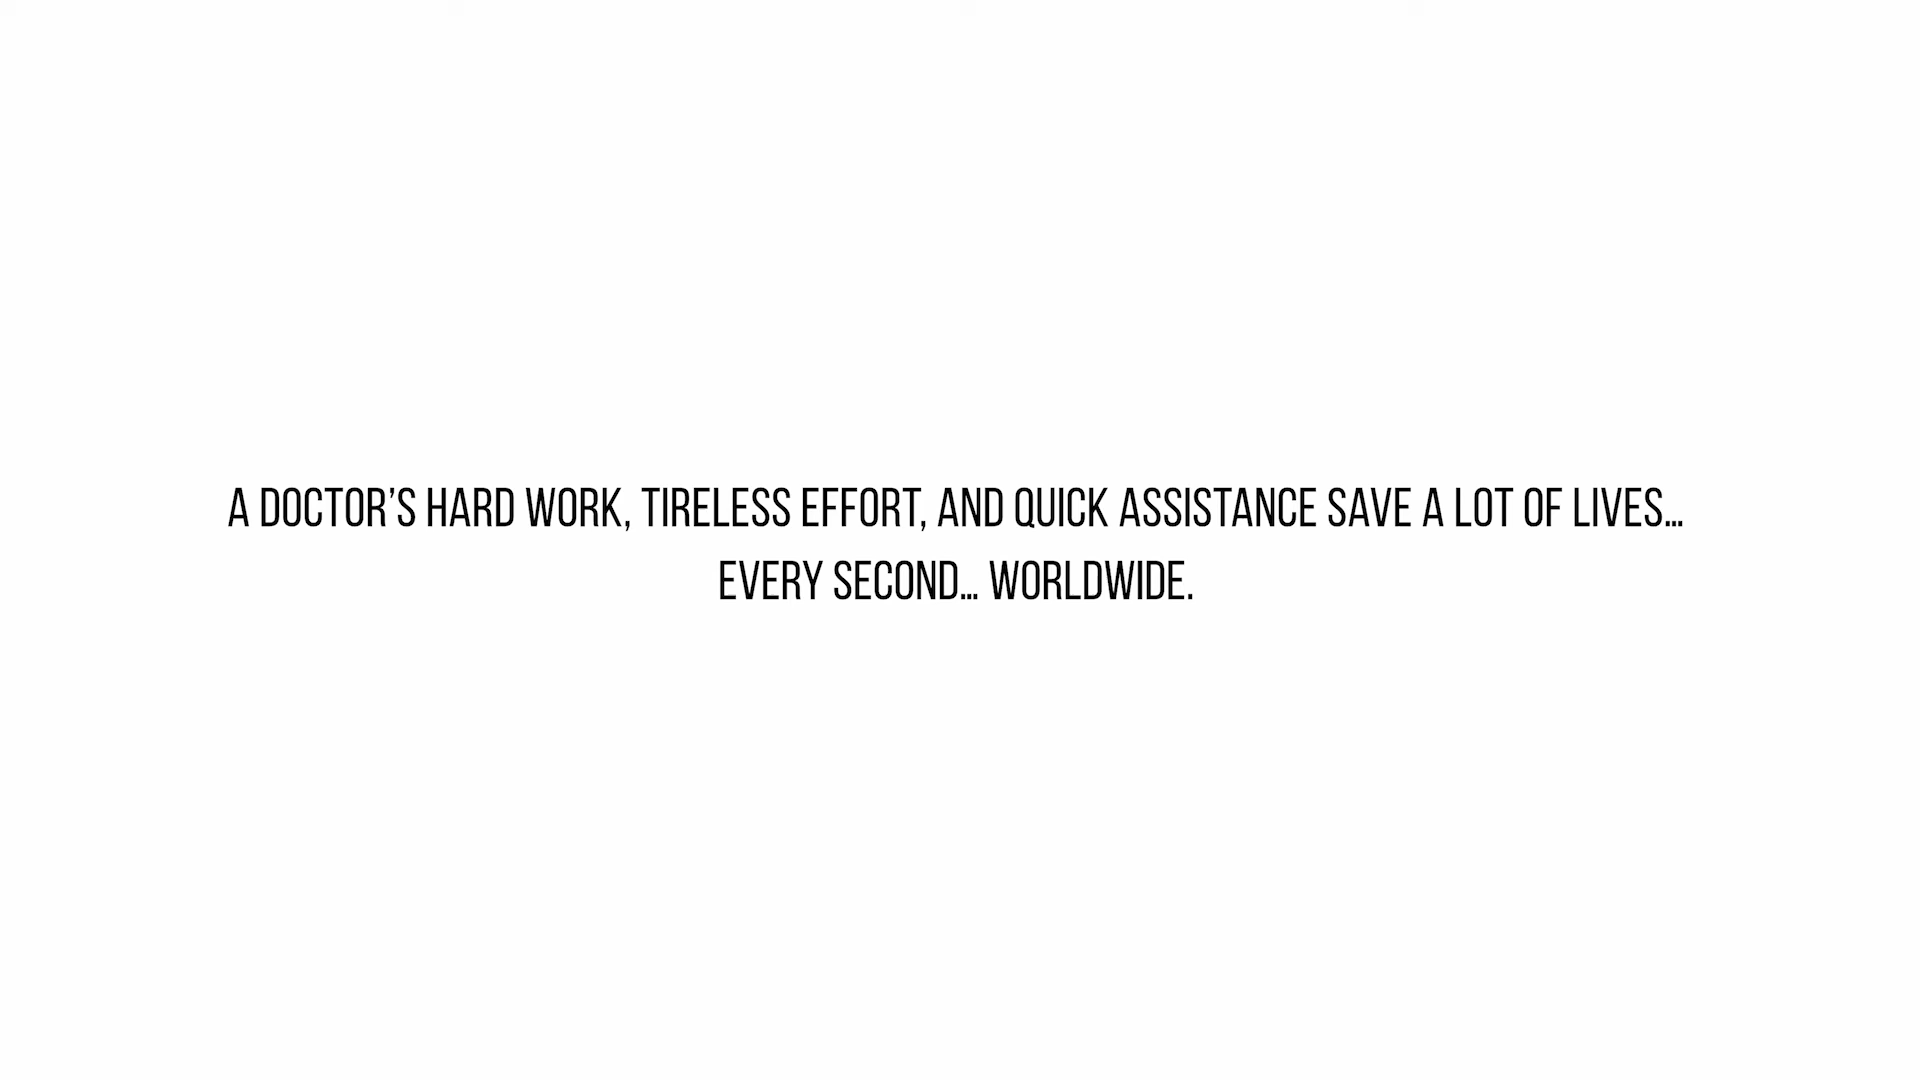 A DOCTOR’S HARD WORK, TIRELESS EFFORT, AND QUICK ASSISTANCE SAVE A LOT OF LIVES…
EVERY SECOND… WORLDWIDE.